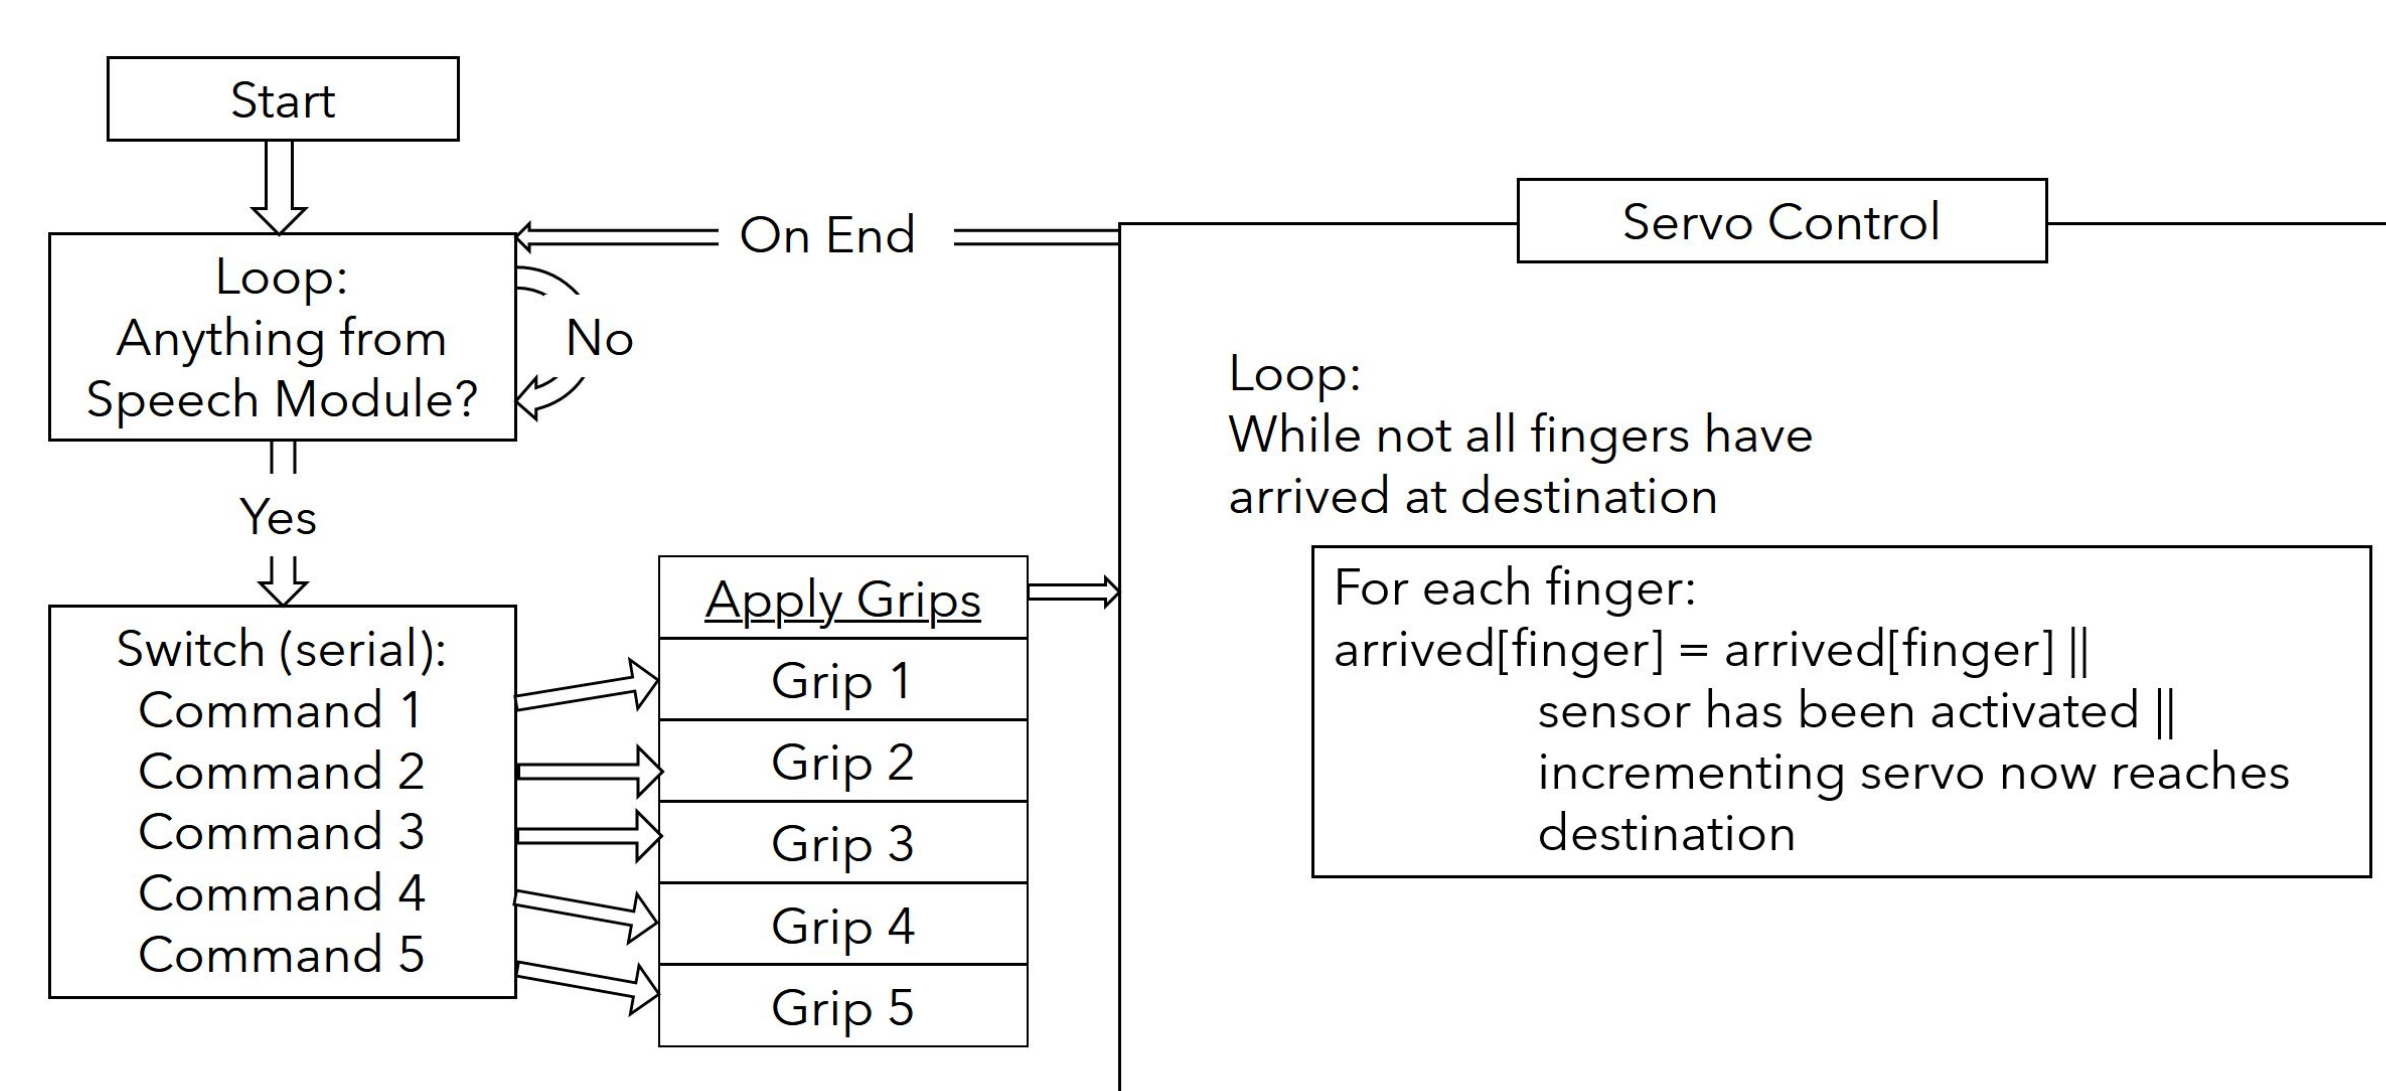 Start
Loop:
Anything from
Speech Module?
No
On End
Yes
Switch (serial):
Command 1
Command 2
Command 3
Command 4
Command 5
Apply Grips
Grip 1
Grip 2
Grip 3
Grip 4
Grip 5
Servo Control
Loop:
While not all fingers have
arrived at destination
For each finger:
arrived[finger] = arrived[finger] ||
sensor has been activated ||
incrementing servo now reaches
destination